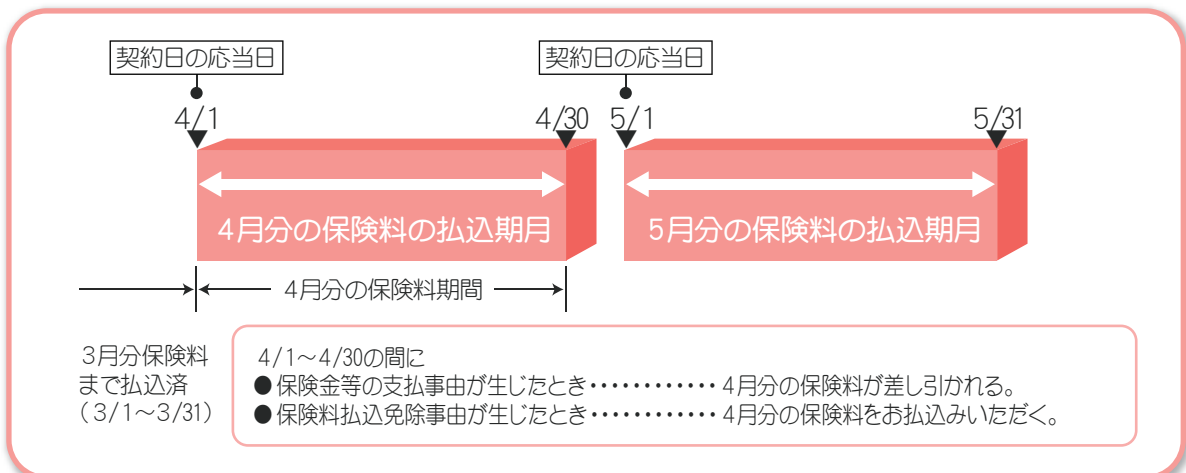 契約日の応当日
契約日の応当日
4/1
4/30
5/1
5/31
4月分の保険料の払込期月
5月分の保険料の払込期月
4月分の保険料期間
3月分保険料
まで払込済
(3/1~3/31)
4/1~4/30の間に
●保険金等の支払事由が生じたとき・・・・・・・・・・・・ 4月分の保険料が差し引かれる。
●保険料払込免除事由が生じたとき・・・・・・・・・・・・ 4月分の保険料をお払込みいただく。